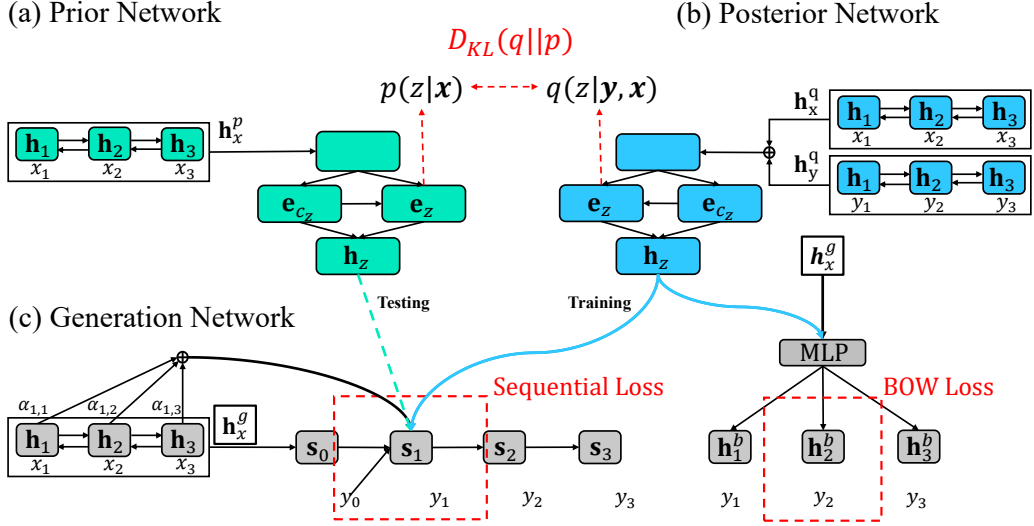 (a) Prior Network
(b) Posterior Network
D_{KL}(q||p)
p(z|x)
q(z|y, x)
h_x^p
h_1 h_2 h_3
x_1 x_2 x_3
e_{c_z} e_z
h_z
h_x^q
h_1 h_2 h_3
x_1 x_2 x_3
h_y^q
h_1 h_2 h_3
y_1 y_2 y_3
e_z e_{c_z}
h_z
Testing
Training
(c) Generation Network
h_x^g
MLP
Sequential Loss
BOW Loss
α_{1,1} α_{1,2} α_{1,3}
h_1 h_2 h_3
x_1 x_2 x_3
h_x^g
s_0 s_1 s_2 s_3
y_0 y_1 y_2 y_3
h_1^b h_2^b h_3^b
y_1 y_2 y_3